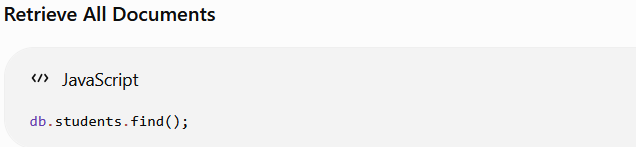 Retrieve All Documents
</> JavaScript
db.students.find();